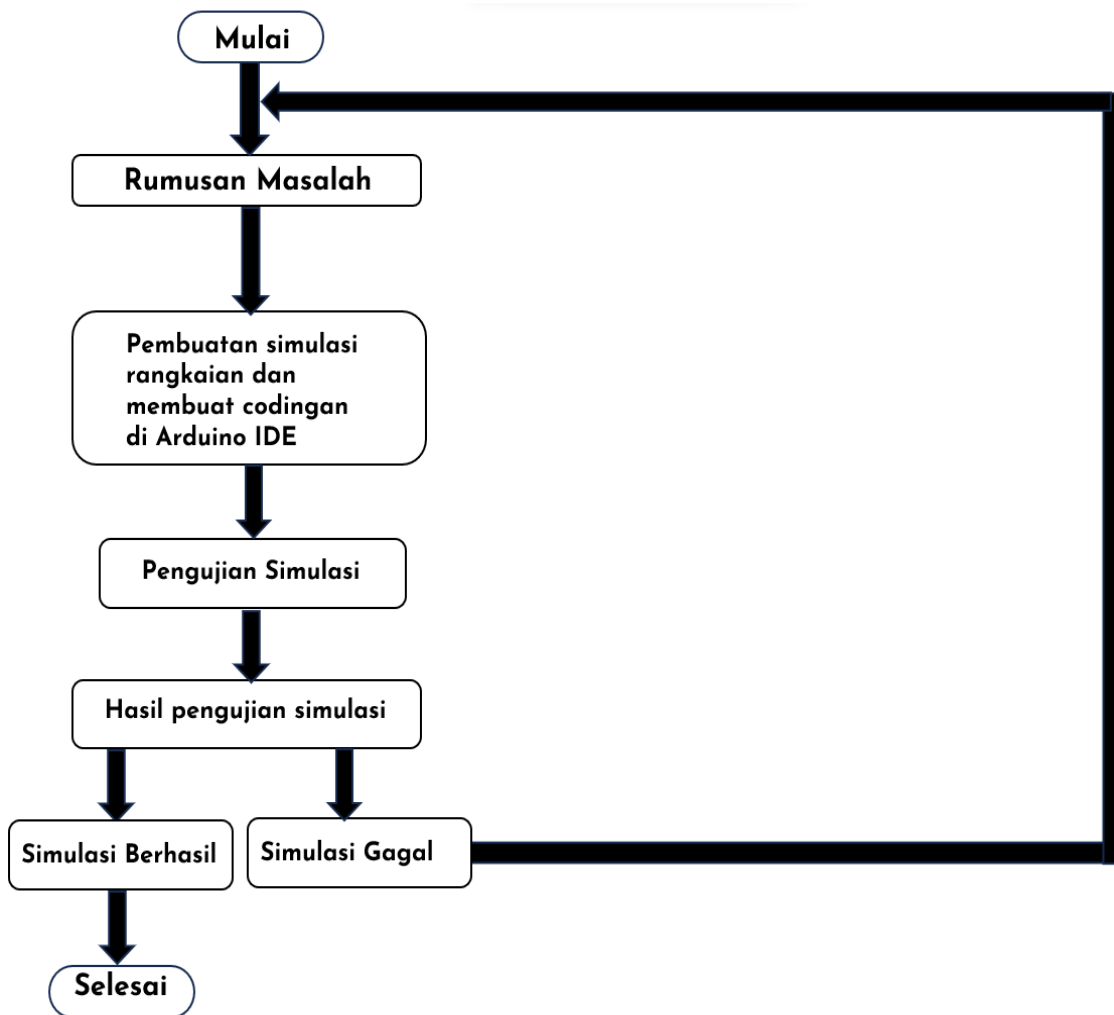 Mulai
Rumusan Masalah
Pembuatan simulasi
rangkaian dan
membuat codingan
di Arduino IDE
Pengujian Simulasi
Hasil pengujian simulasi
Simulasi Berhasil
Simulasi Gagal
Selesai